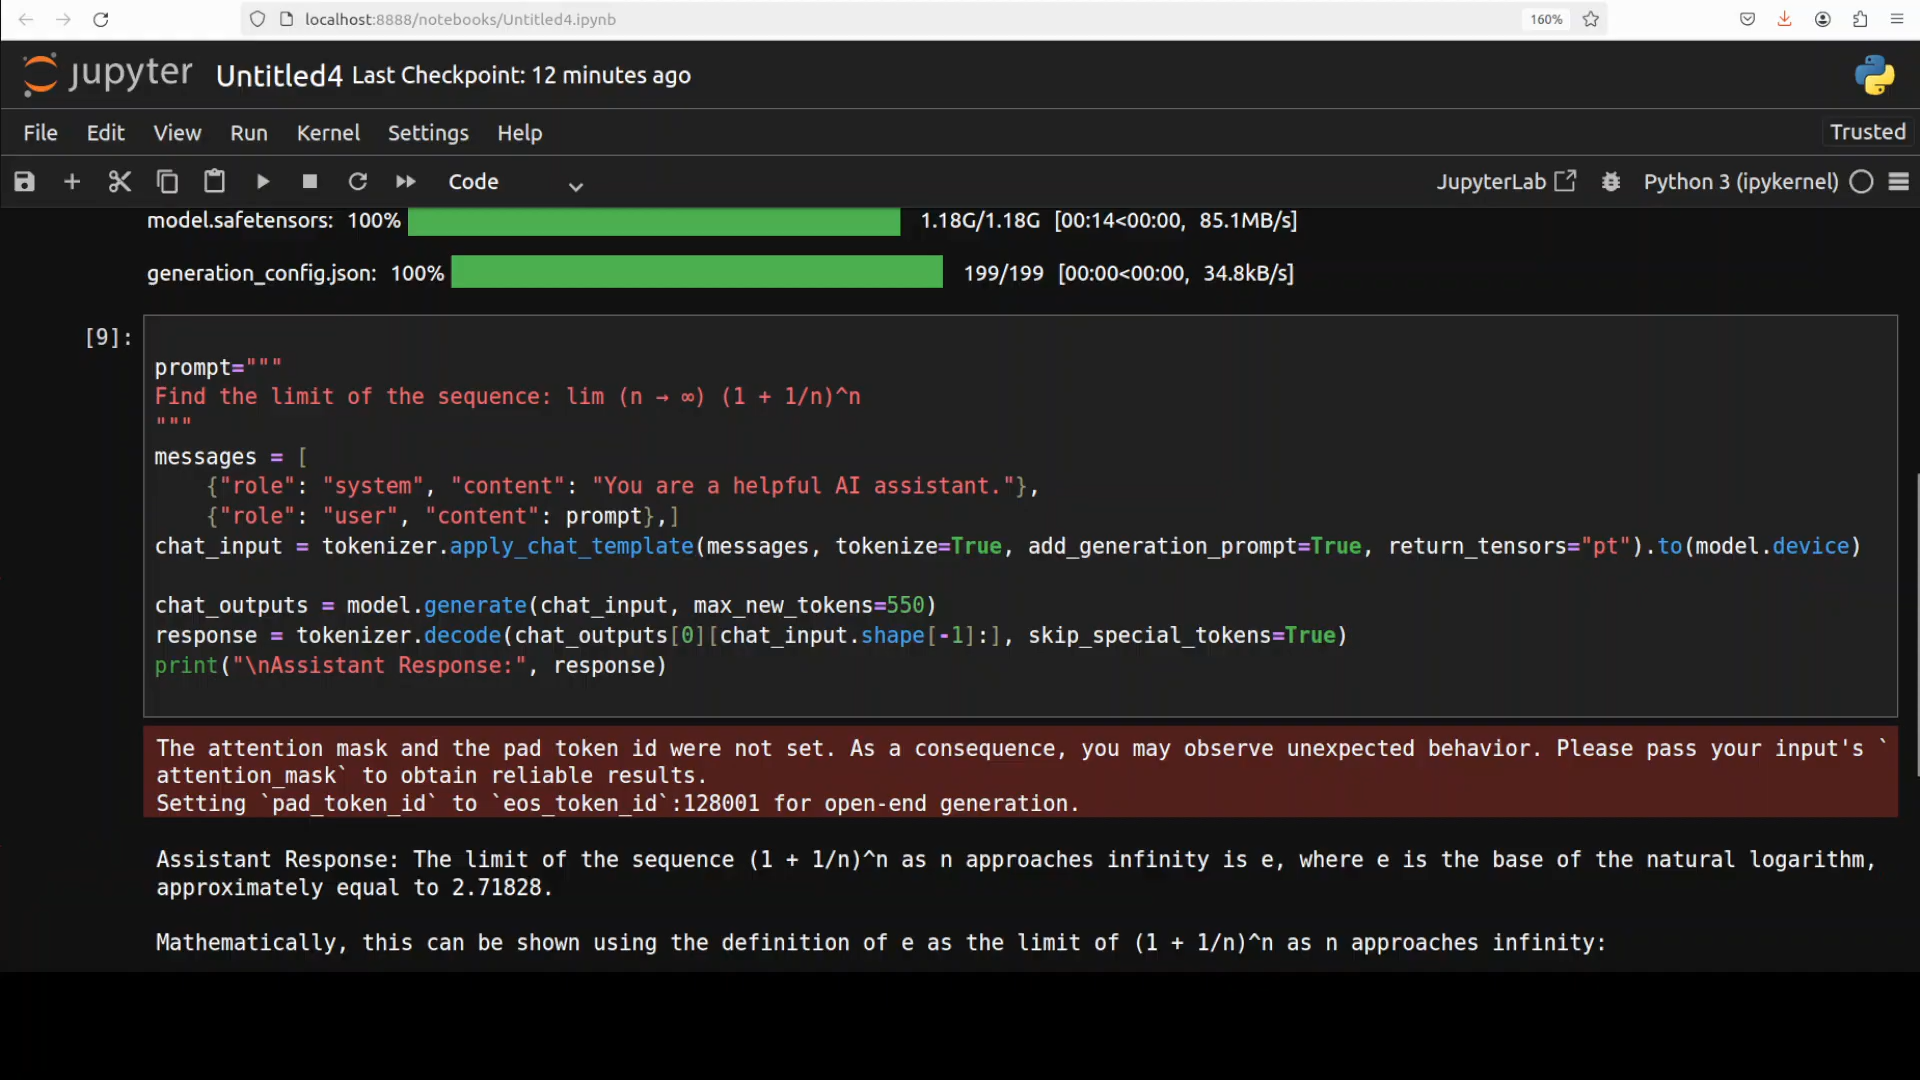 localhost:8888/notebooks/Untitled4.ipynb 160%
jupyter Untitled4 Last Checkpoint: 12 minutes ago
File Edit View Run Kernel Settings Help Trusted
Code JupyterLab Python 3 (ipykernel)
model.safetensors: 100% 1.18G/1.18G [00:14<00:00, 85.1MB/s]
generation_config.json: 100% 199/199 [00:00<00:00, 34.8kB/s]
[9]:
prompt="""
Find the limit of the sequence: lim (n → ∞) (1 + 1/n)^n
"""
messages = [
    {"role": "system", "content": "You are a helpful AI assistant."},
    {"role": "user", "content": prompt},]
chat_input = tokenizer.apply_chat_template(messages, tokenize=True, add_generation_prompt=True, return_tensors="pt").to(model.device)
chat_outputs = model.generate(chat_input, max_new_tokens=550)
response = tokenizer.decode(chat_outputs[0][chat_input.shape[-1]:], skip_special_tokens=True)
print("\nAssistant Response:", response)
The attention mask and the pad token id were not set. As a consequence, you may observe unexpected behavior. Please pass your input's `
attention_mask` to obtain reliable results.
Setting `pad_token_id` to `eos_token_id`:128001 for open-end generation.
Assistant Response: The limit of the sequence (1 + 1/n)^n as n approaches infinity is e, where e is the base of the natural logarithm,
approximately equal to 2.71828.
Mathematically, this can be shown using the definition of e as the limit of (1 + 1/n)^n as n approaches infinity: